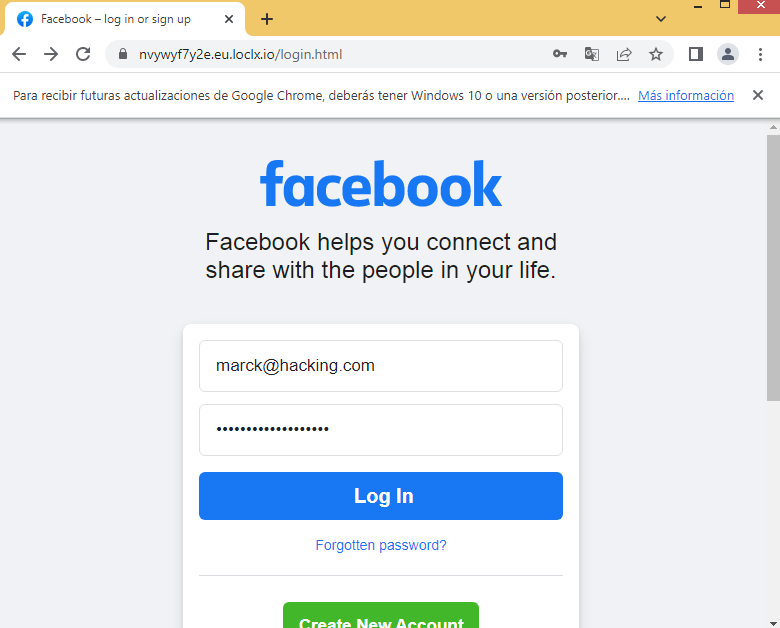 Facebook – log in or sign up
nvywyf7y2e.eu.loclx.io/login.html
Para recibir futuras actualizaciones de Google Chrome, deberás tener Windows 10 o una versión posterior.... Más información
facebook
Facebook helps you connect and
share with the people in your life.
marck@hacking.com
•••••••••••••••••••
Log In
Forgotten password?
Create New Account